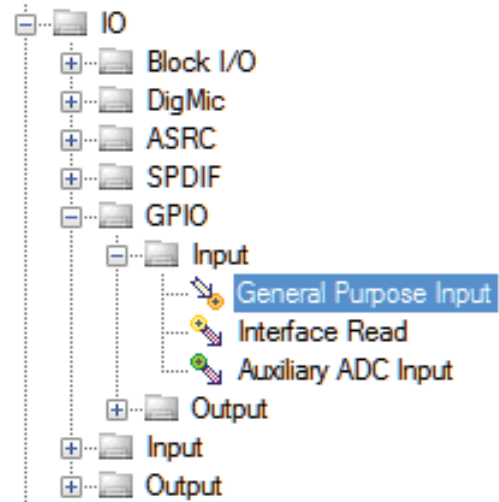 IO
Block I/O
DigMic
ASRC
SPDIF
GPIO
Input
General Purpose Input
Interface Read
Auxiliary ADC Input
Output
Input
Output